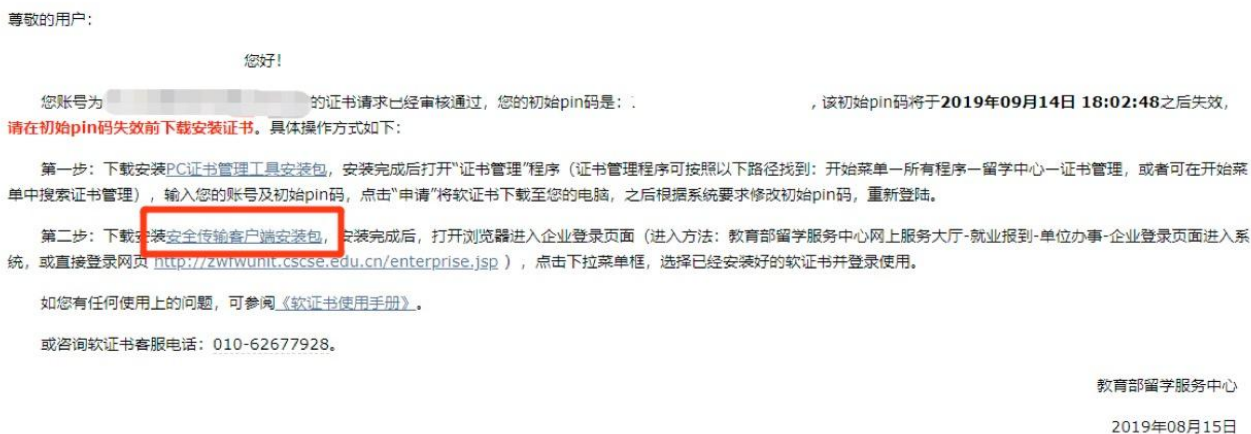 尊敬的用户：
您好！
您账号为 的证书请求已经审核通过，您的初始pin码是： ，该初始pin码将于2019年09月14日 18:02:48之后失效，
请在初始pin码失效前下载安装证书。具体操作方式如下：
第一步：下载安装PC证书管理工具安装包，安装完成后打开“证书管理”程序（证书管理程序可按照以下路径找到：开始菜单—所有程序—留学中心—证书管理，或者可在开始菜
单中搜索证书管理），输入您的账号及初始pin码，点击“申请”将软证书下载至您的电脑，之后根据系统要求修改初始pin码，重新登陆。
第二步：下载安装安全传输客户端安装包，安装完成后，打开浏览器进入企业登录页面（进入方法：教育部留学服务中心网上服务大厅-就业报到-单位办事-企业登录页面进入系
统，或直接登录网页 http://zwfwunit.cscse.edu.cn/enterprise.jsp ），点击下拉菜单框，选择已经安装好的软证书并登录使用。
如您有任何使用上的问题，可参阅《软证书使用手册》。
或咨询软证书客服电话：010-62677928。
教育部留学服务中心
2019年08月15日